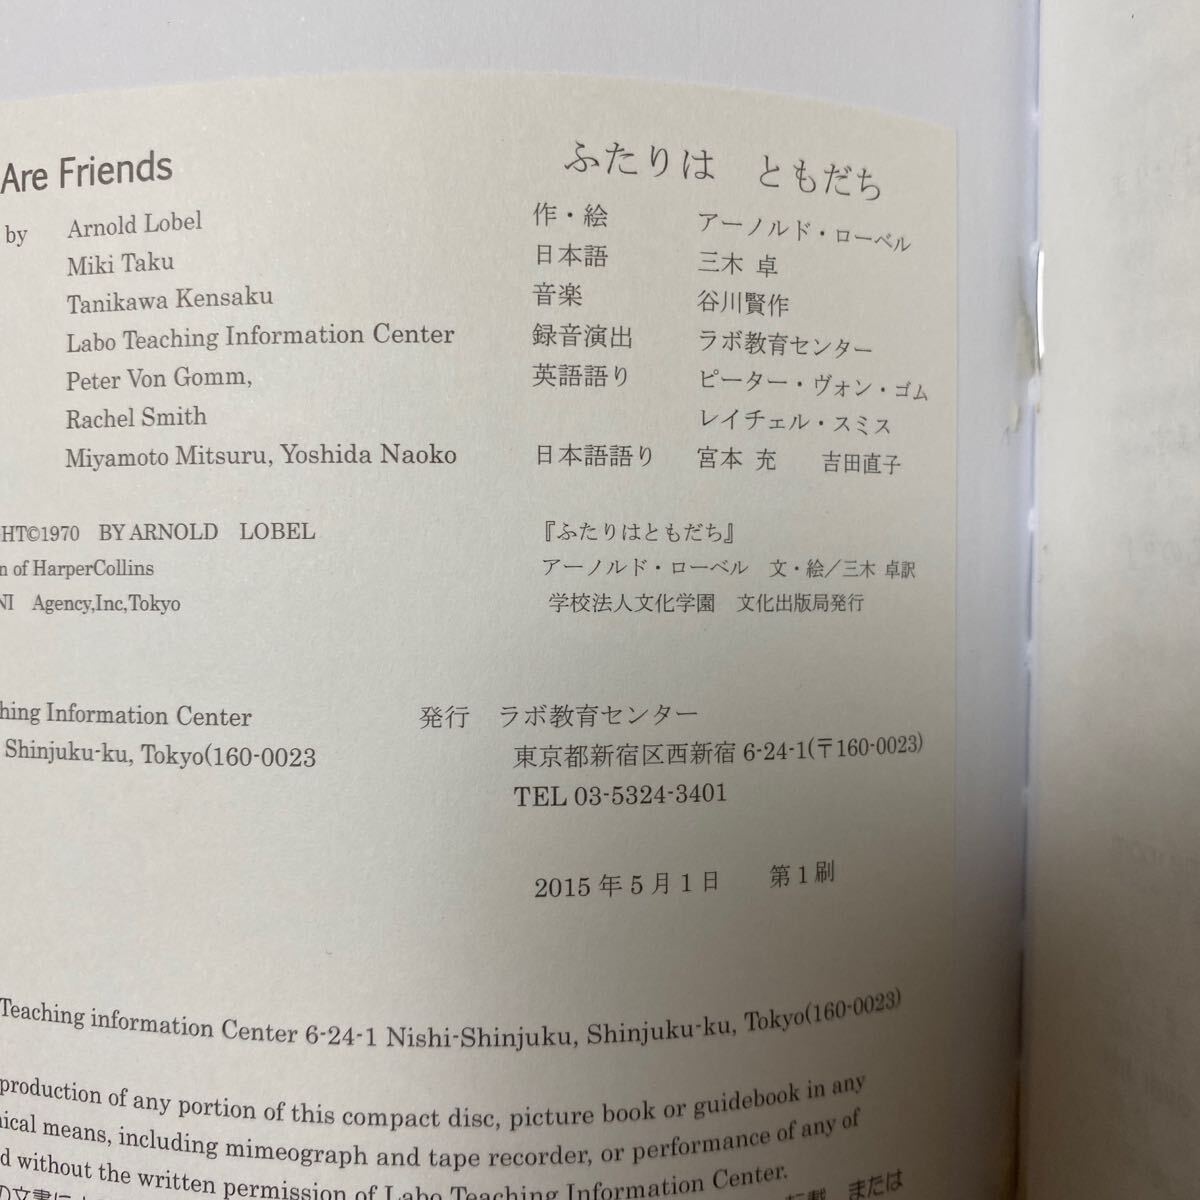 Are Friends
by Arnold Lobel
Miki Taku
Tanikawa Kensaku
Labo Teaching Information Center
Peter Von Gomm,
Rachel Smith
Miyamoto Mitsuru, Yoshida Naoko
HT©1970 BY ARNOLD LOBEL
n of HarperCollins
NI Agency,Inc,Tokyo
hing Information Center
Shinjuku-ku, Tokyo(160-0023
ふたりは ともだち
作・絵 アーノルド・ローベル
日本語 三木 卓
音楽 谷川賢作
録音演出 ラボ教育センター
英語語り ピーター・ヴォン・ゴム
レイチェル・スミス
日本語語り 宮本 充 吉田直子
『ふたりはともだち』
アーノルド・ローベル 文・絵/三木 卓訳
学校法人文化学園 文化出版局発行
発行 ラボ教育センター
東京都新宿区西新宿 6-24-1(〒160-0023)
TEL 03-5324-3401
2015 年 5 月 1 日 第 1 刷
Teaching information Center 6-24-1 Nishi-Shinjuku, Shinjuku-ku, Tokyo(160-0023)
production of any portion of this compact disc, picture book or guidebook in any
nical means, including mimeograph and tape recorder, or performance of any of
d without the written permission of Labo Teaching Information Center.
の文書に
転載、または